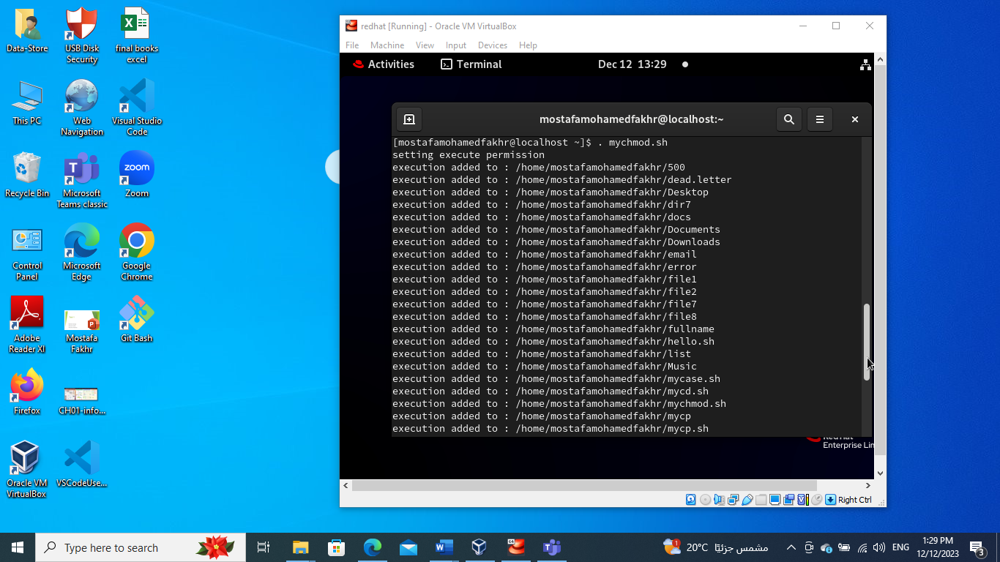 Data-Store
USB Disk
Security
final books
excel
This PC
Web
Navigation
Visual Studio
Code
Recycle Bin
Microsoft
Teams classic
zoom
Zoom
Control
Panel
Microsoft
Edge
Google
Chrome
Adobe
Reader XI
Mostafa
Fakhr
Git Bash
Firefox
CH01-info...
Oracle VM
VirtualBox
VSCodeUse...
redhat [Running] - Oracle VM VirtualBox
File Machine View Input Devices Help
Activities Terminal Dec 12 13:29
mostafamohamedfakhr@localhost:~
[mostafamohamedfakhr@localhost ~]$ . mychmod.sh
setting execute permission
execution added to : /home/mostafamohamedfakhr/500
execution added to : /home/mostafamohamedfakhr/dead.letter
execution added to : /home/mostafamohamedfakhr/Desktop
execution added to : /home/mostafamohamedfakhr/dir7
execution added to : /home/mostafamohamedfakhr/docs
execution added to : /home/mostafamohamedfakhr/Documents
execution added to : /home/mostafamohamedfakhr/Downloads
execution added to : /home/mostafamohamedfakhr/email
execution added to : /home/mostafamohamedfakhr/error
execution added to : /home/mostafamohamedfakhr/file1
execution added to : /home/mostafamohamedfakhr/file2
execution added to : /home/mostafamohamedfakhr/file7
execution added to : /home/mostafamohamedfakhr/file8
execution added to : /home/mostafamohamedfakhr/fullname
execution added to : /home/mostafamohamedfakhr/hello.sh
execution added to : /home/mostafamohamedfakhr/list
execution added to : /home/mostafamohamedfakhr/Music
execution added to : /home/mostafamohamedfakhr/mycase.sh
execution added to : /home/mostafamohamedfakhr/mycd.sh
execution added to : /home/mostafamohamedfakhr/mychmod.sh
execution added to : /home/mostafamohamedfakhr/mycp
execution added to : /home/mostafamohamedfakhr/mycp.sh
Red Hat
Enterprise Lin
Right Ctrl
Type here to search
20°C مشمس جزئيًا
ENG
1:29 PM
12/12/2023
3